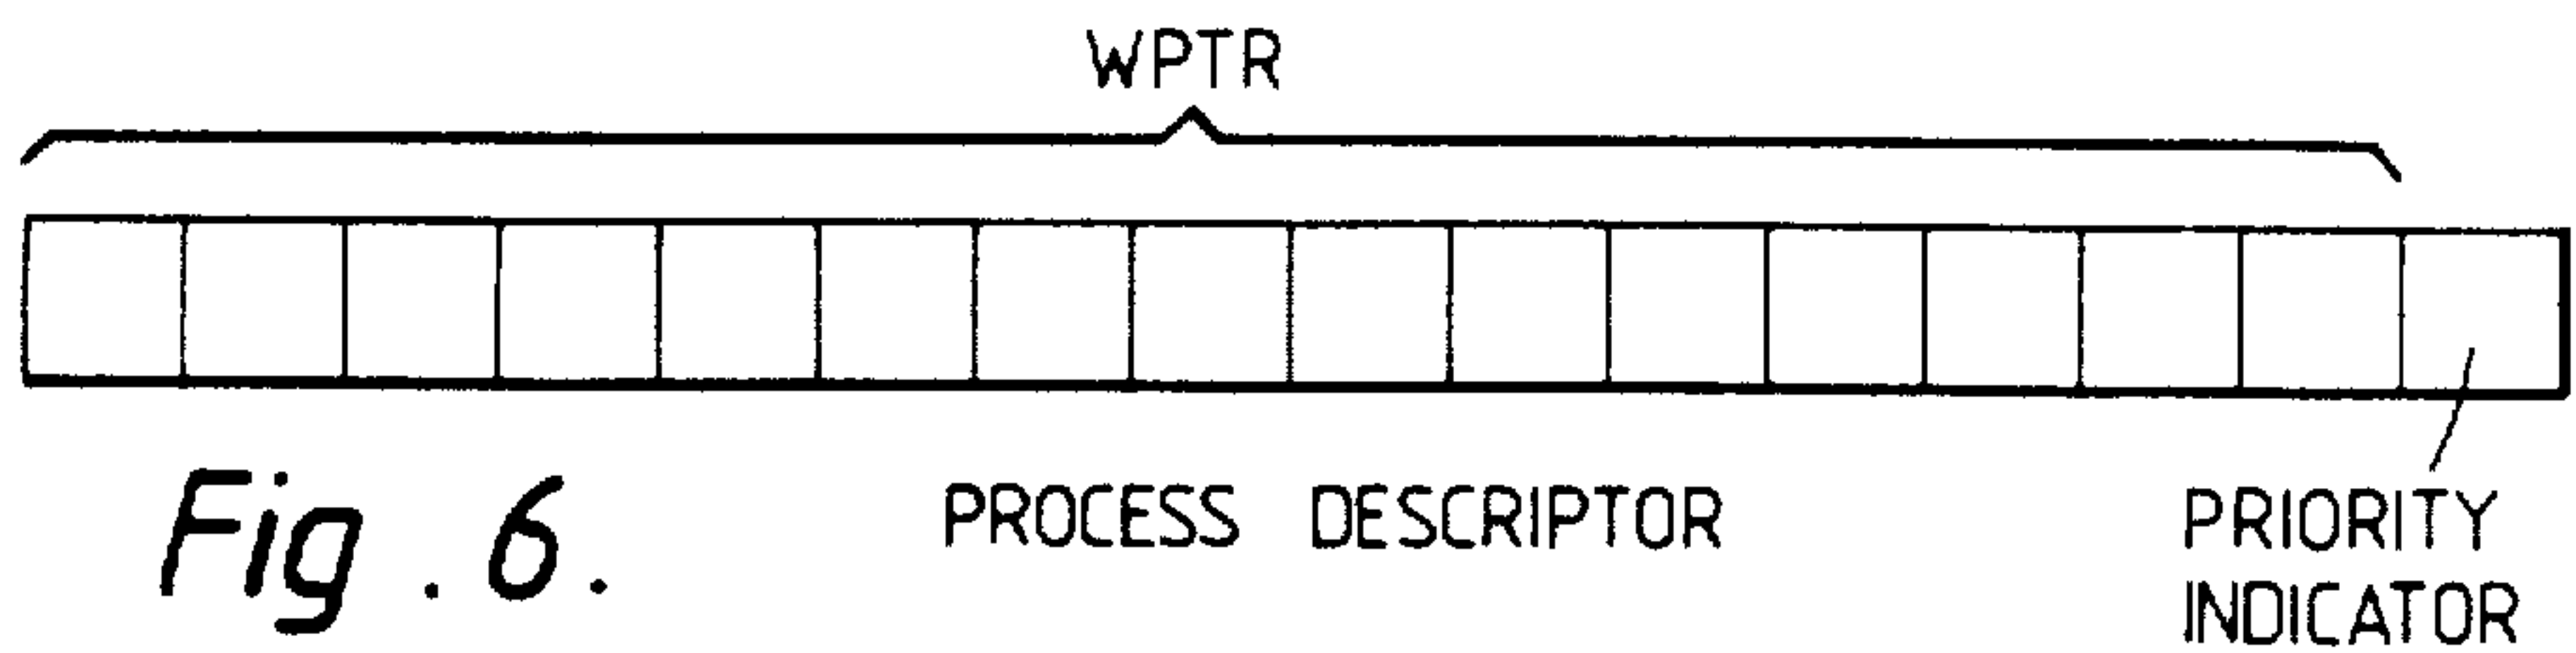 WPTR
Fig. 6.
PROCESS DESCRIPTOR
PRIORITY
INDICATOR